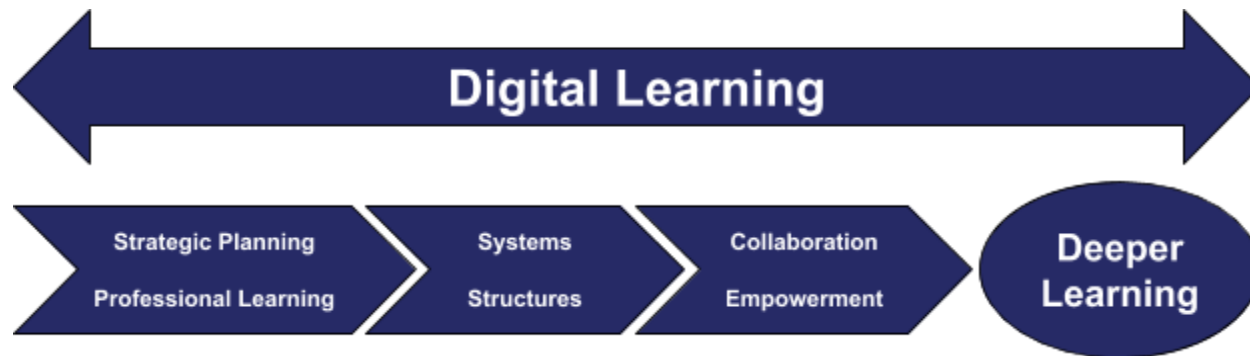 Digital Learning
Strategic Planning
Professional Learning
Systems
Structures
Collaboration
Empowerment
Deeper
Learning